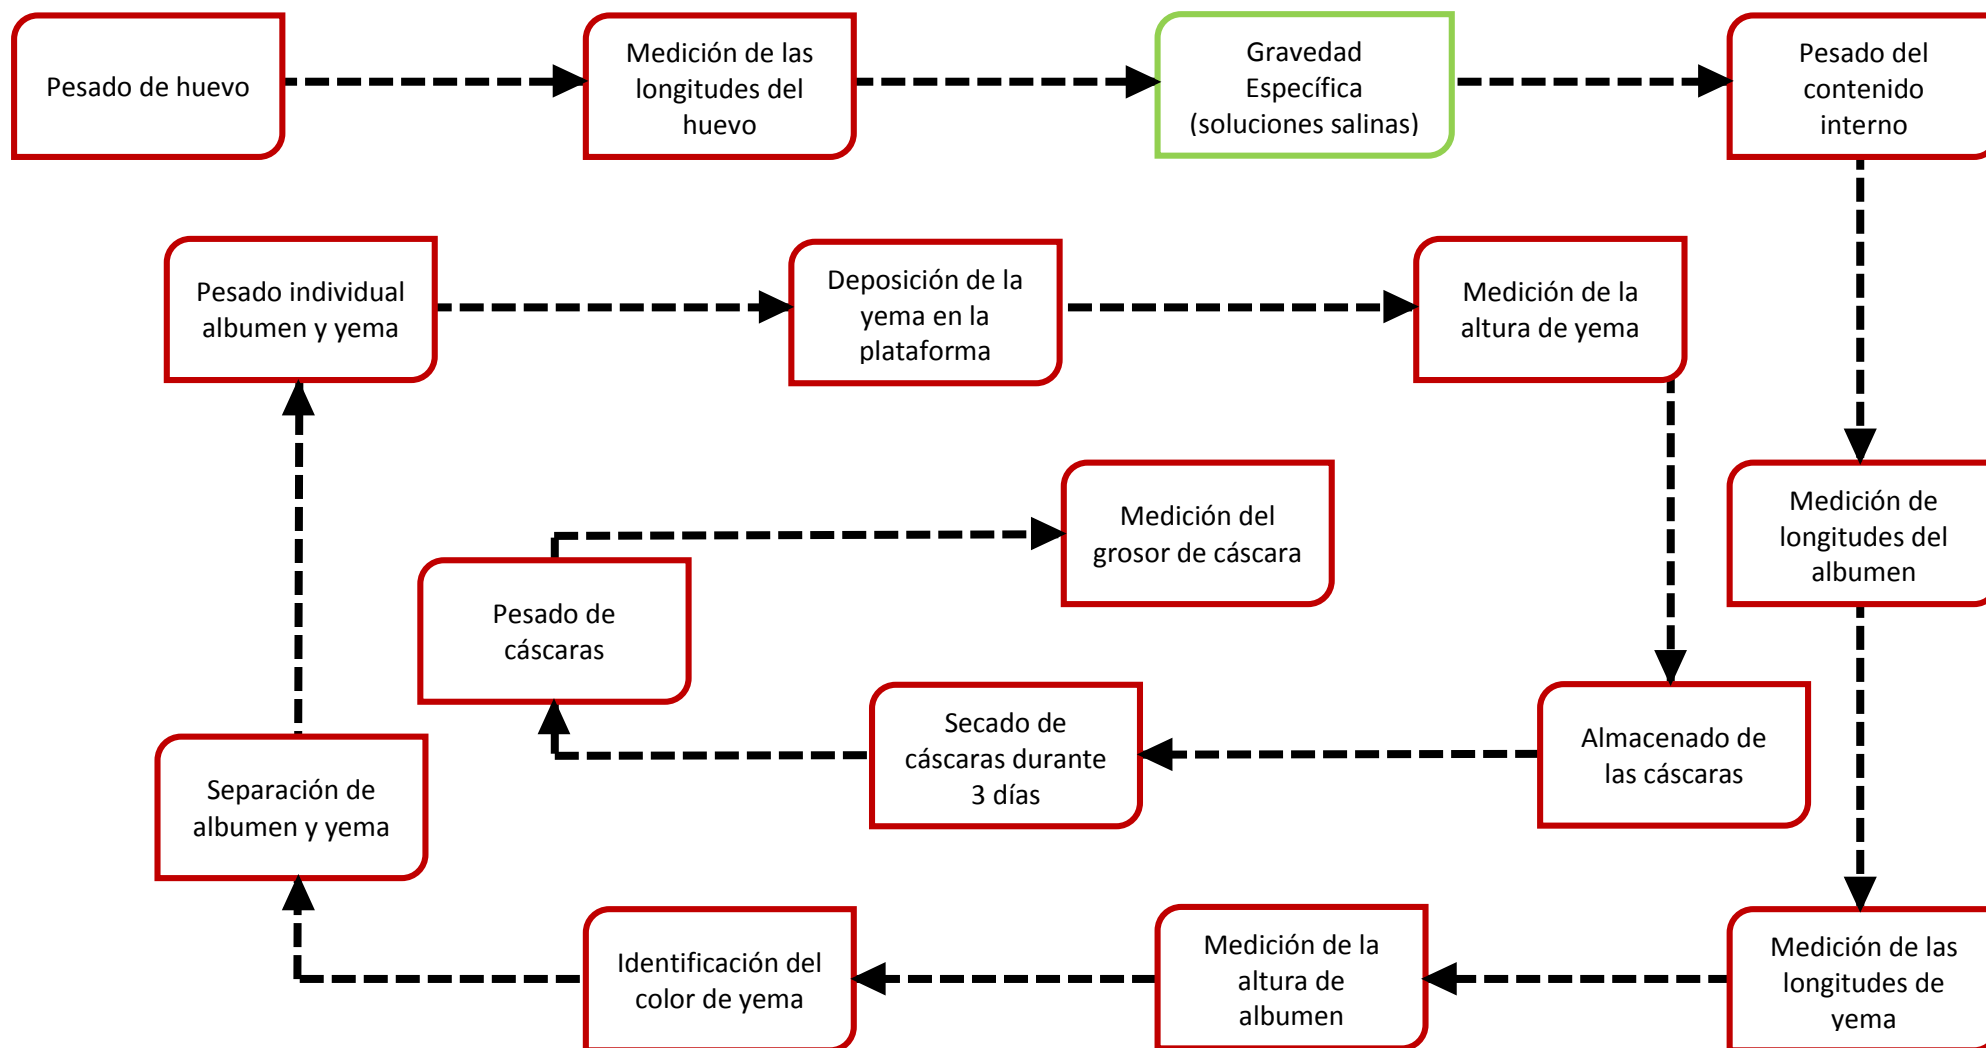 Pesado de huevo
Medición de las
longitudes del
huevo
Gravedad
Específica
(soluciones salinas)
Pesado del
contenido
interno
Pesado individual
albumen y yema
Deposición de la
yema en la
plataforma
Medición de la
altura de yema
Medición del
grosor de cáscara
Medición de
longitudes del
albumen
Pesado de
cáscaras
Secado de
cáscaras durante
3 días
Almacenado de
las cáscaras
Separación de
albumen y yema
Identificación del
color de yema
Medición de la
altura de
albumen
Medición de las
longitudes de
yema